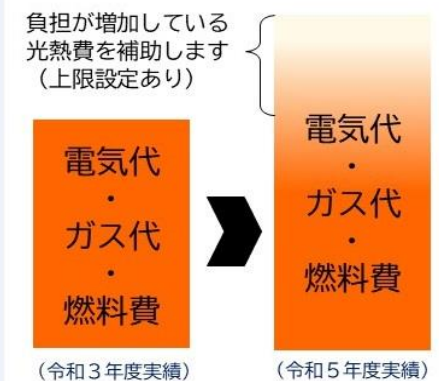 負担が増加している
光熱費を補助します
（上限設定あり）
電気代
・
ガス代
・
燃料費
（令和３年度実績）
電気代
・
ガス代
・
燃料費
（令和５年度実績）